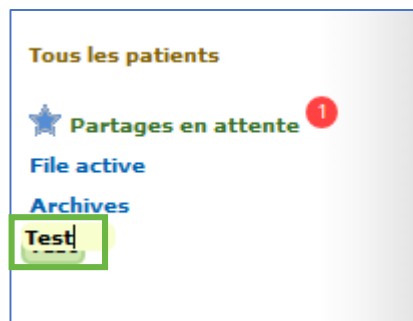 Tous les patients
Partages en attente 1
File active
Archives
Test